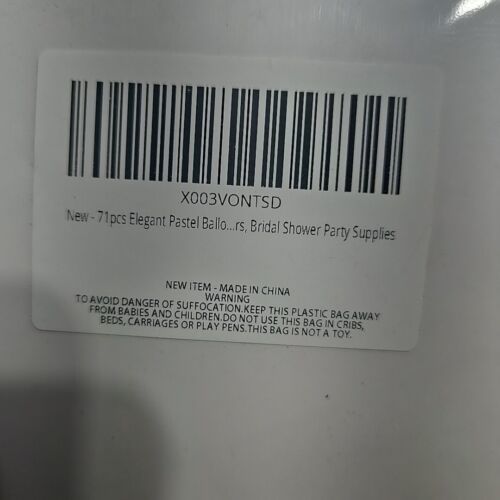 X003VONTSD
New - 71pcs Elegant Pastel Ballo...rs, Bridal Shower Party Supplies
NEW ITEM - MADE IN CHINA
WARNING
TO AVOID DANGER OF SUFFOCATION.KEEP THIS PLASTIC BAG AWAY
FROM BABIES AND CHILDREN.DO NOT USE THIS BAG IN CRIBS,
BEDS, CARRIAGES OR PLAY PENS.THIS BAG IS NOT A TOY.